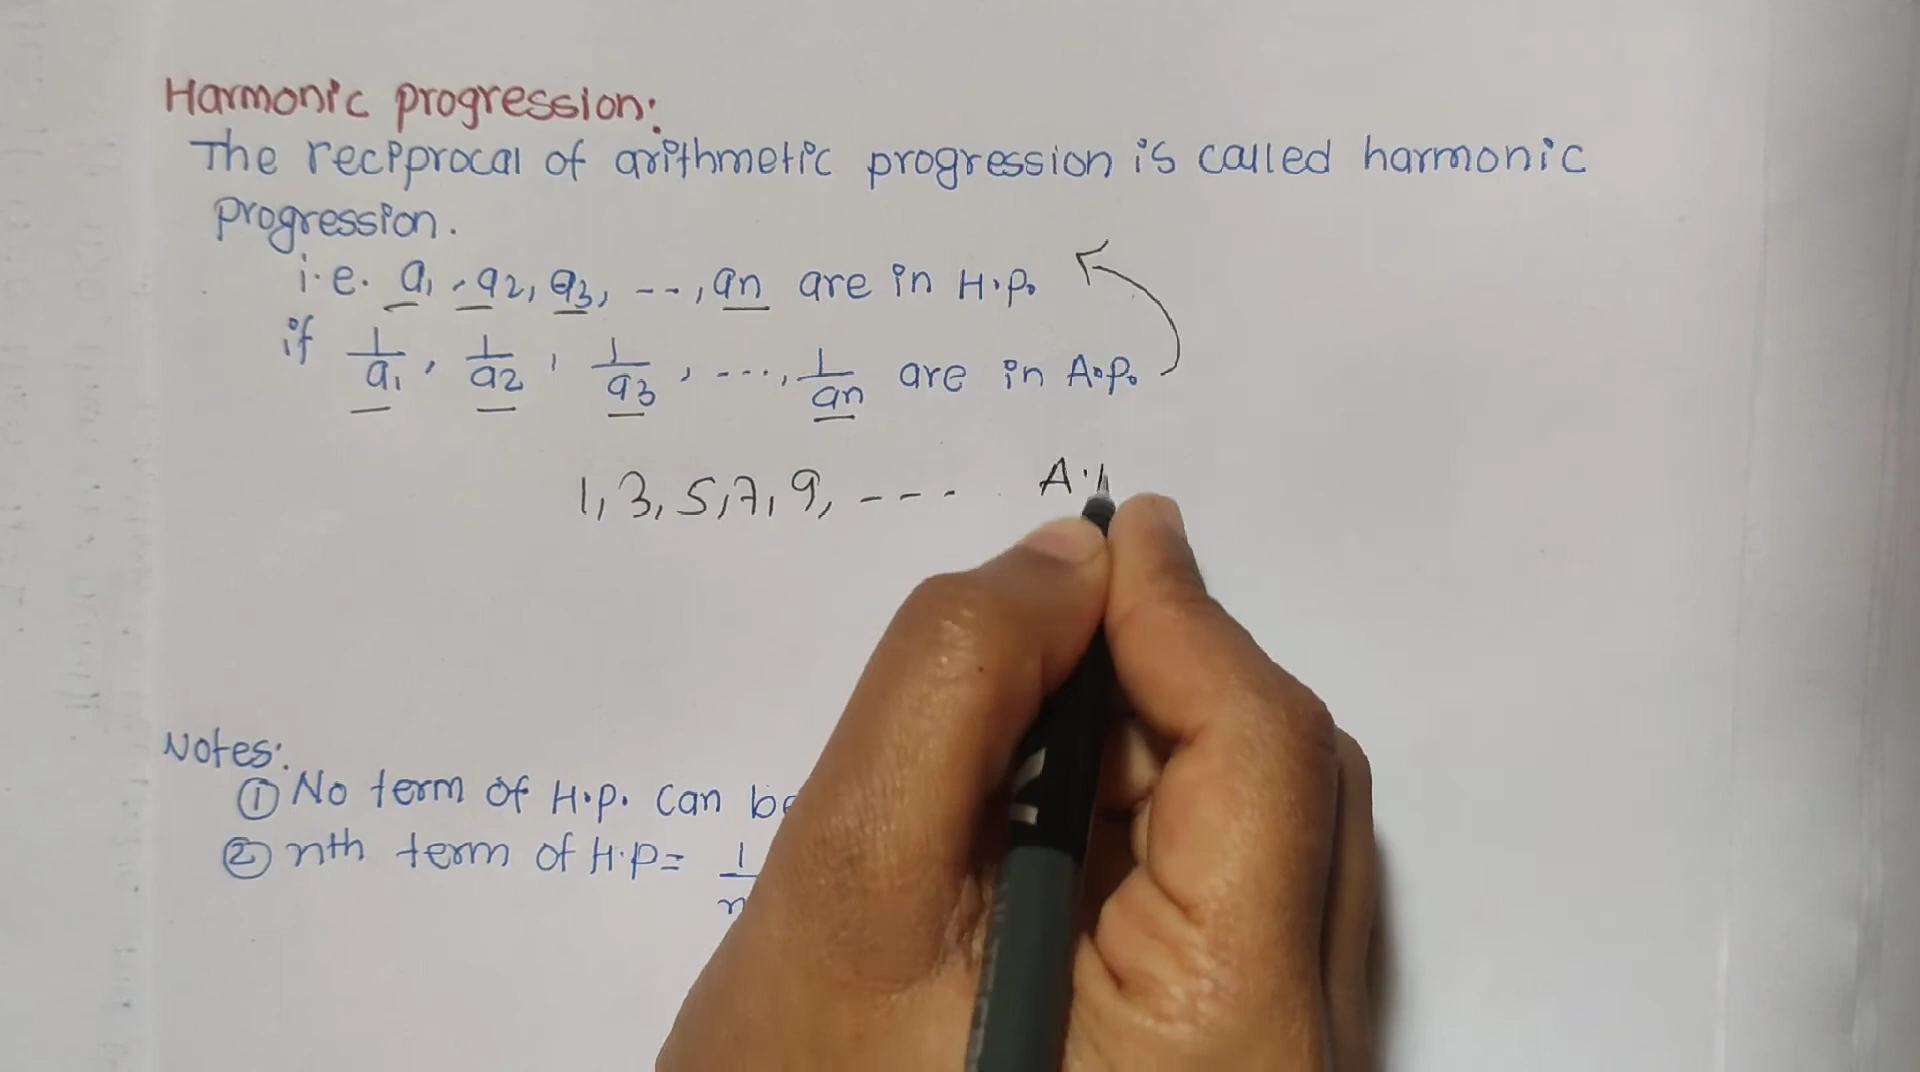 Harmonic progression:
The reciprocal of arithmetic progression is called harmonic
progression.
i.e. a₁, a₂, a₃, ---, an are in H.P.
if 1/a₁, 1/a₂, 1/a₃, ---, 1/an are in A.P.
1, 3, 5, 7, 9, ---- A.
Notes:
① No term of H.P. can
② nth term of H.P=